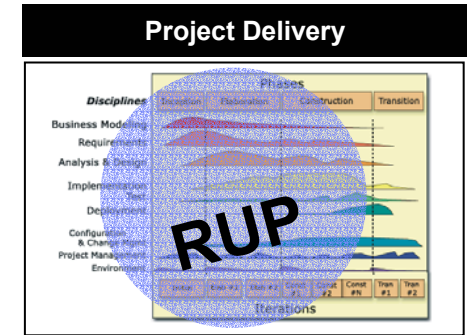 Project Delivery
Phases
Disciplines Inception Elaboration Construction Transition
Business Modeling
Requirements
Analysis & Design
Implementation
Test
Deployment
Configuration
& Change Mgmt
Project Management
Environment
RUP
Initial Elab #1 Elab #2 Const #1 Const #2 Const #N Tran #1 Tran #2
Iterations